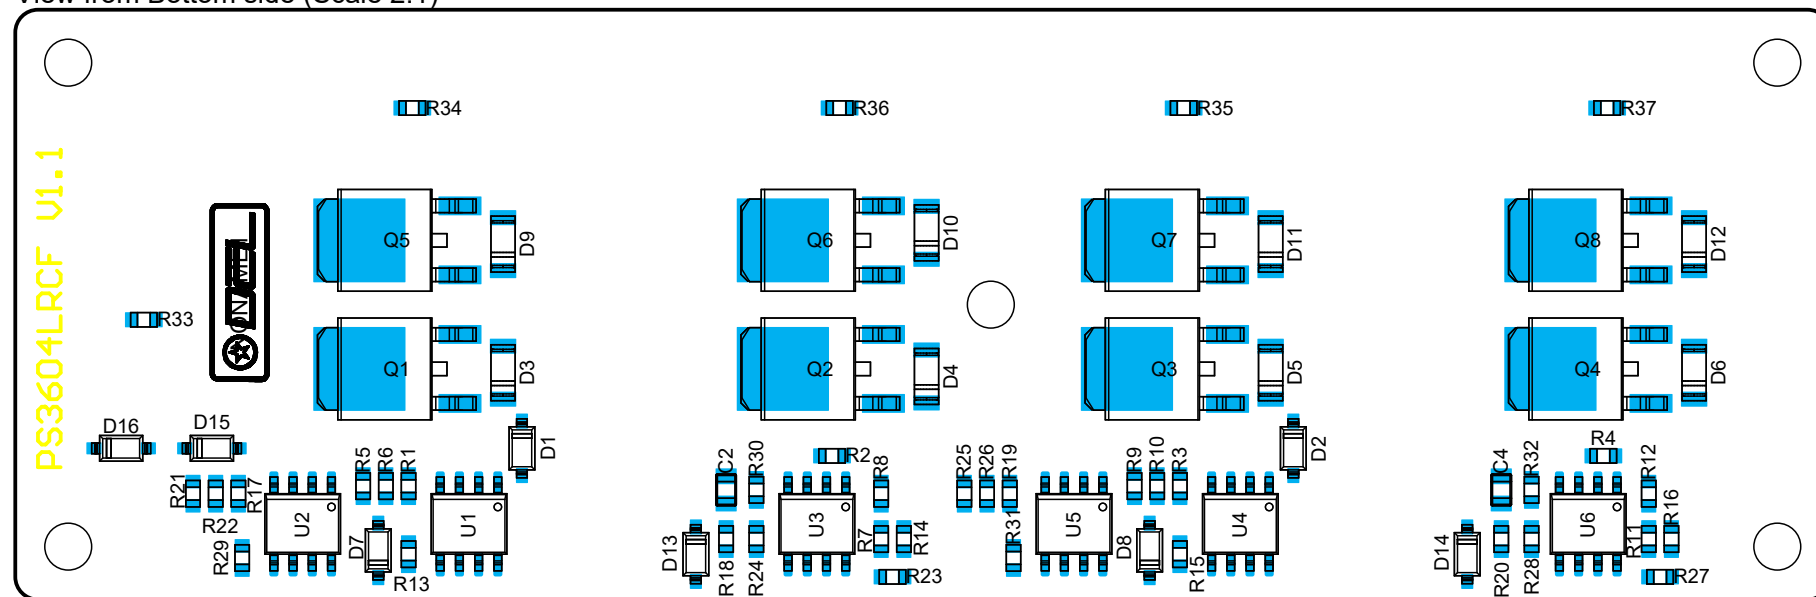 View from Bottom side (Scale 2:1)
R34
R36
R35
R37
PS3604LRCF V1.1
Q5
D9
Q6
D10
Q7
D11
Q8
D12
R33
Q1
D3
Q2
D4
Q3
D5
Q4
D6
D16
D15
D1
D2
R21
R22
R17
R5
R6
R1
C2
R30
R2
R8
R25
R26
R19
R9
R10
R3
C4
R32
R4
R12
U2
U1
U3
U5
U4
U6
R29
D7
R13
D13
R18
R24
R7
R14
R23
R31
D8
R15
D14
R20
R28
R11
R16
R27